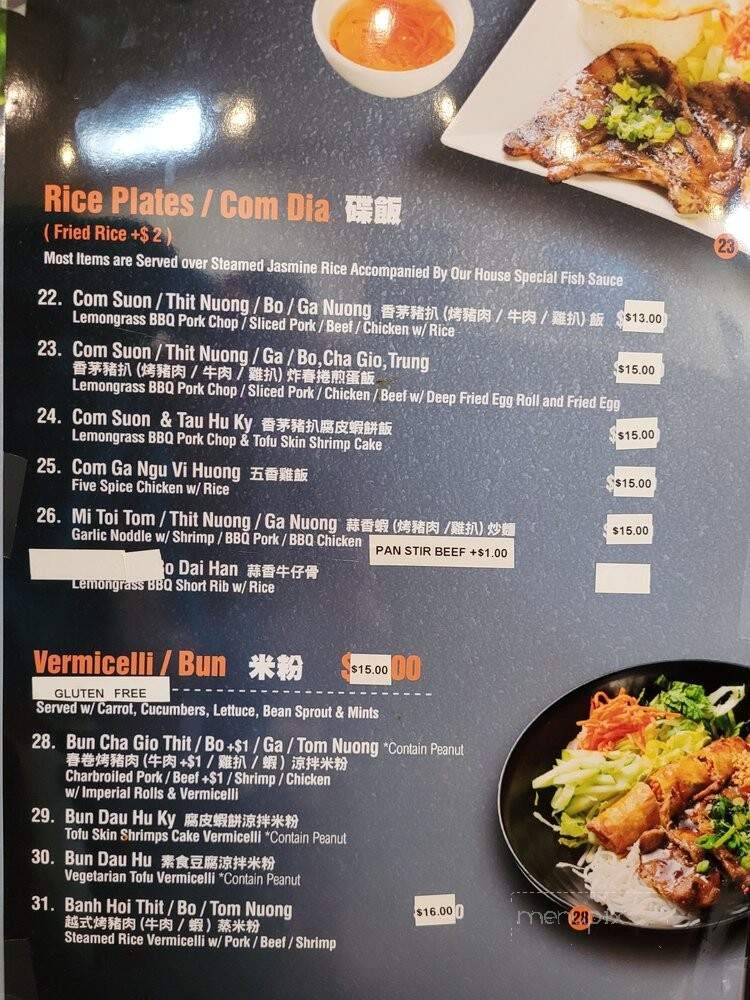 Rice Plates / Com Dia 碟飯
( Fried Rice +$ 2 )
Most Items are Served over Steamed Jasmine Rice Accompanied By Our House Special Fish Sauce
23
22. Com Suon / Thit Nuong / Bo / Ga Nuong 香茅豬扒 (烤豬肉 / 牛肉 / 雞扒) 飯 $13.00
Lemongrass BBQ Pork Chop / Sliced Pork / Beef / Chicken w/ Rice
23. Com Suon / Thit Nuong / Ga / Bo,Cha Gio,Trung
香茅豬扒 (烤豬肉 / 牛肉 / 雞扒) 炸春捲煎蛋飯 $15.00
Lemongrass BBQ Pork Chop / Sliced Pork / Chicken / Beef w/ Deep Fried Egg Roll and Fried Egg
24. Com Suon & Tau Hu Ky 香茅豬扒腐皮蝦餅飯 $15.00
Lemongrass BBQ Pork Chop & Tofu Skin Shrimp Cake
25. Com Ga Ngu Vi Huong 五香雞飯 $15.00
Five Spice Chicken w/ Rice
26. Mi Toi Tom / Thit Nuong / Ga Nuong 蒜香蝦 (烤豬肉 /雞扒) 炒麵 $15.00
Garlic Noddle w/ Shrimp / BBQ Pork / BBQ Chicken
PAN STIR BEEF +$1.00
Dai Han 蒜香牛仔骨
Lemongrass BBQ Short Rib w/ Rice
Vermicelli / Bun 米粉 $15.00
GLUTEN FREE
Served w/ Carrot, Cucumbers, Lettuce, Bean Sprout & Mints
28. Bun Cha Gio Thit / Bo +$1 / Ga / Tom Nuong *Contain Peanut
春卷烤豬肉 (牛肉 +$1 / 雞扒 / 蝦 ) 涼拌米粉
Charbroiled Pork / Beef +$1 / Shrimp / Chicken
w/ Imperial Rolls & Vermicelli
29. Bun Dau Hu Ky 腐皮蝦餅涼拌米粉
Tofu Skin Shrimps Cake Vermicelli *Contain Peanut
30. Bun Dau Hu 素食豆腐涼拌米粉
Vegetarian Tofu Vermicelli *Contain Peanut
31. Banh Hoi Thit / Bo / Tom Nuong $16.00
越式烤豬肉 (牛肉 / 蝦 ) 蒸米粉
Steamed Rice Vermicelli w/ Pork / Beef / Shrimp
28
menupix